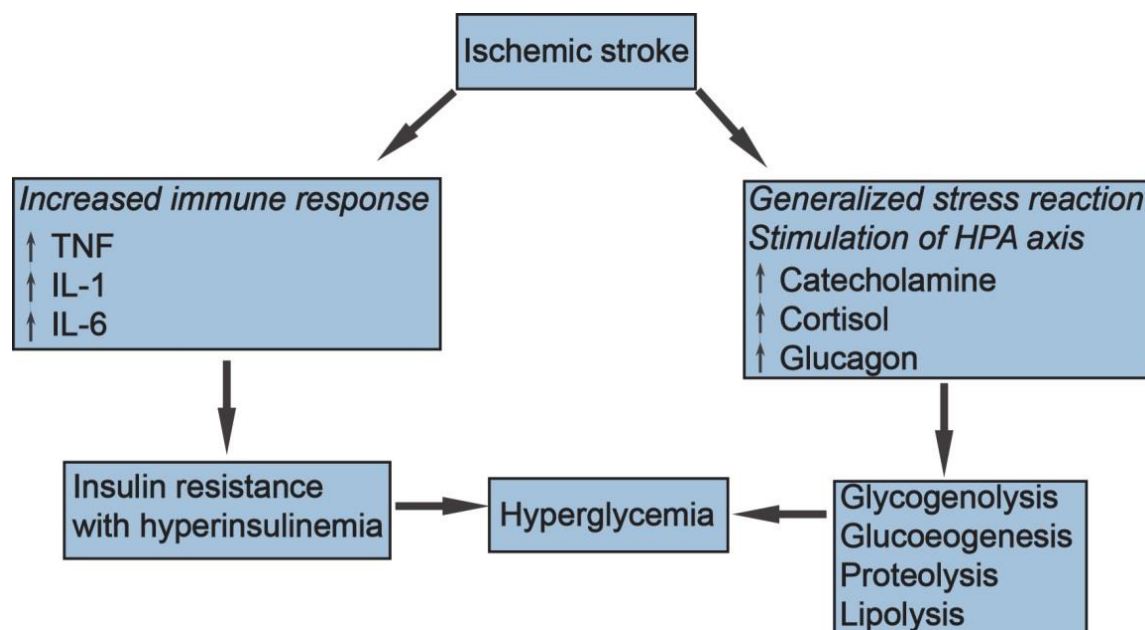 Ischemic stroke
Increased immune response
↑ TNF
↑ IL-1
↑ IL-6
Generalized stress reaction
Stimulation of HPA axis
↑ Catecholamine
↑ Cortisol
↑ Glucagon
Insulin resistance
with hyperinsulinemia
Hyperglycemia
Glycogenolysis
Glucoeogenesis
Proteolysis
Lipolysis